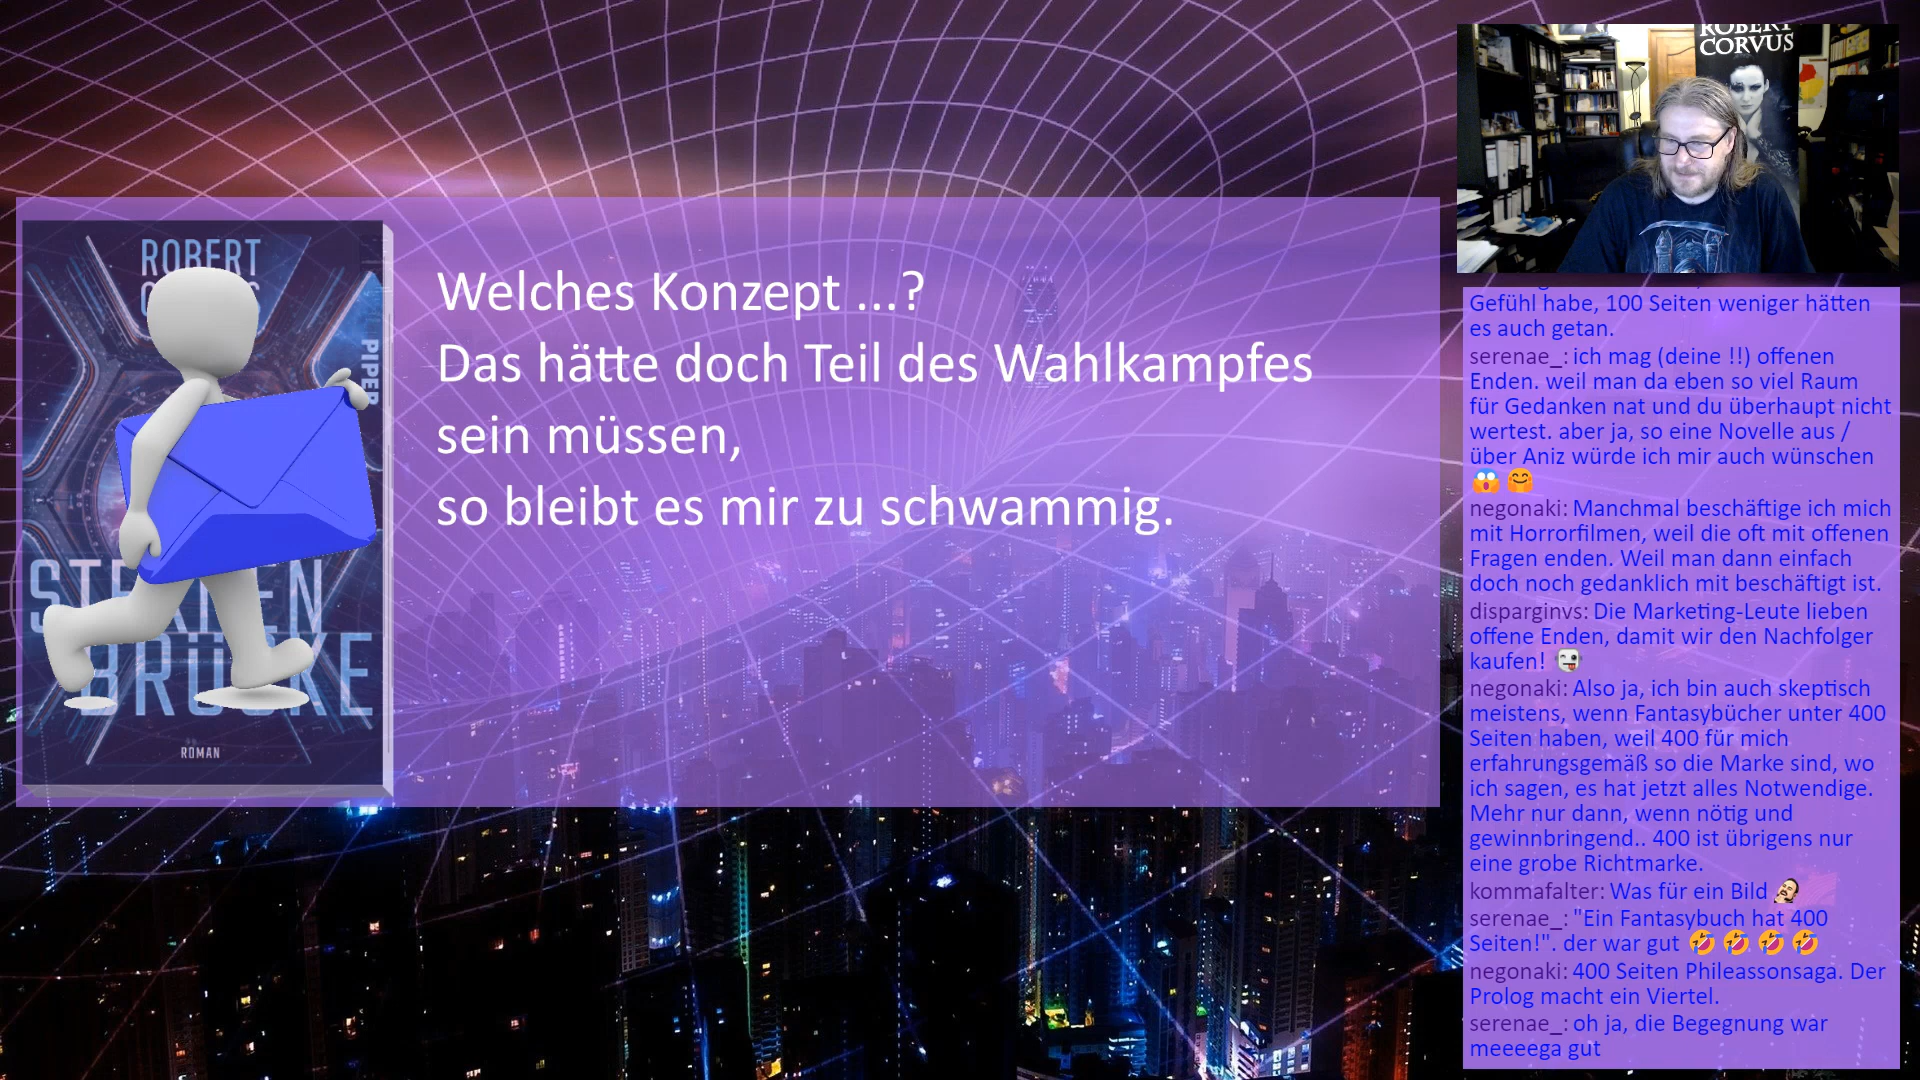 ROBERT
CORVUS
ROBERT
PIPER
BRÜ
KE
ROMAN
Welches Konzept ...?
Das hätte doch Teil des Wahlkampfes
sein müssen,
so bleibt es mir zu schwammig.
Gefühl habe, 100 Seiten weniger hätten
es auch getan.
serenae_: ich mag (deine !!) offenen
Enden. weil man da eben so viel Raum
für Gedanken nat und du überhaupt nicht
wertest. aber ja, so eine Novelle aus /
über Aniz würde ich mir auch wünschen
😱 🤗
negonaki: Manchmal beschäftige ich mich
mit Horrorfilmen, weil die oft mit offenen
Fragen enden. Weil man dann einfach
doch noch gedanklich mit beschäftigt ist.
disparginvs: Die Marketing-Leute lieben
offene Enden, damit wir den Nachfolger
kaufen!
negonaki: Also ja, ich bin auch skeptisch
meistens, wenn Fantasybücher unter 400
Seiten haben, weil 400 für mich
erfahrungsgemäß so die Marke sind, wo
ich sagen, es hat jetzt alles Notwendige.
Mehr nur dann, wenn nötig und
gewinnbringend.. 400 ist übrigens nur
eine grobe Richtmarke.
kommafalter: Was für ein Bild
serenae_: "Ein Fantasybuch hat 400
Seiten!". der war gut 🤣 🤣 🤣 🤣
negonaki: 400 Seiten Phileassonsaga. Der
Prolog macht ein Viertel.
serenae_: oh ja, die Begegnung war
meeeega gut